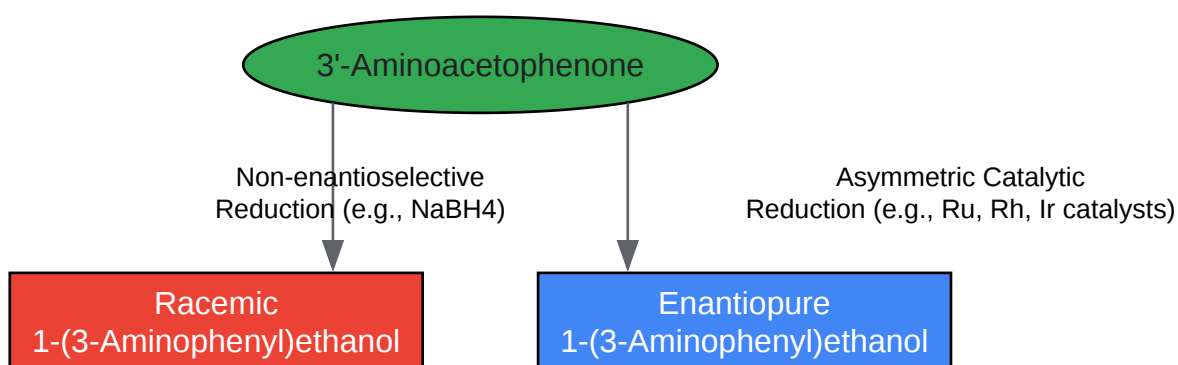 3'-Aminoacetophenone
Non-enantioselective
Reduction (e.g., NaBH4)
Asymmetric Catalytic
Reduction (e.g., Ru, Rh, Ir catalysts)
Racemic
1-(3-Aminophenyl)ethanol
Enantiopure
1-(3-Aminophenyl)ethanol